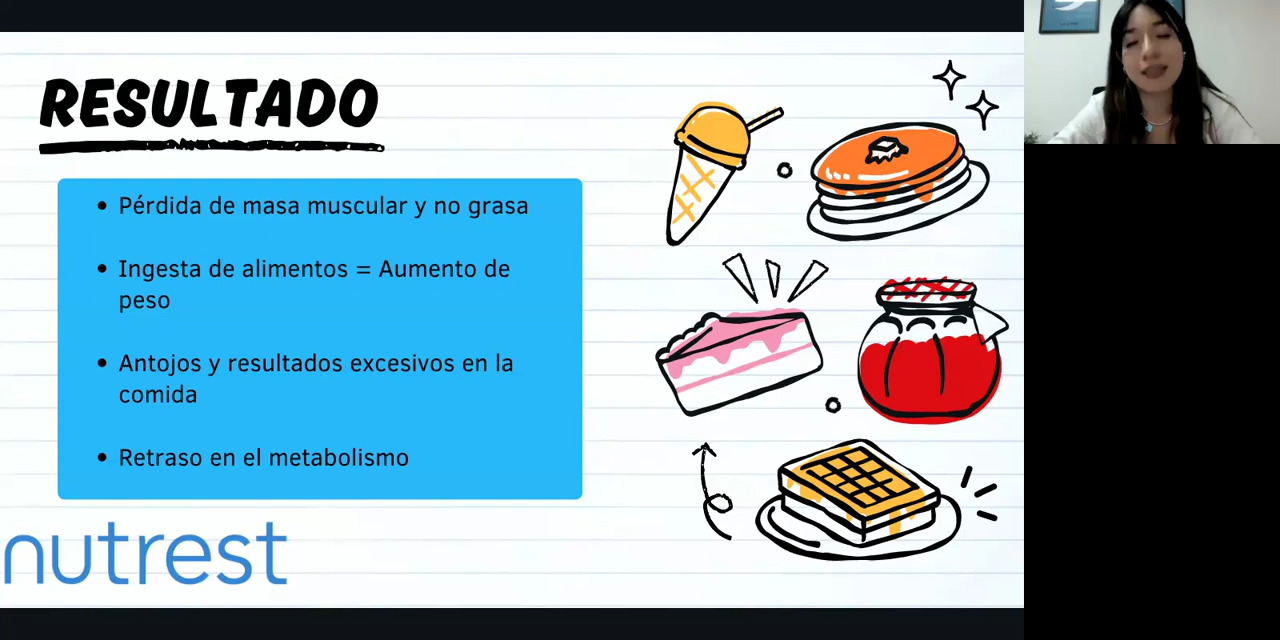 RESULTADO
• Pérdida de masa muscular y no grasa
• Ingesta de alimentos = Aumento de
peso
• Antojos y resultados excesivos en la
comida
• Retraso en el metabolismo
nutrest